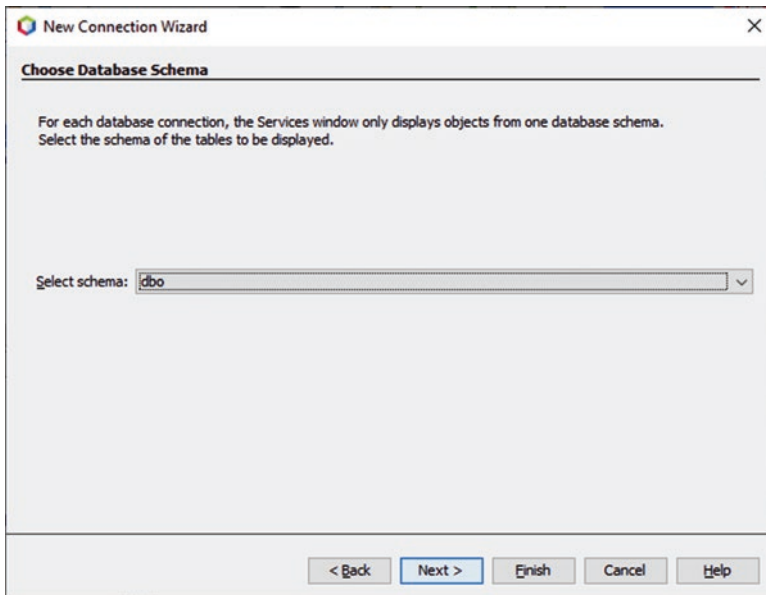 New Connection Wizard
Choose Database Schema
For each database connection, the Services window only displays objects from one database schema.
Select the schema of the tables to be displayed.
Select schema: dbo
< Back Next > Finish Cancel Help